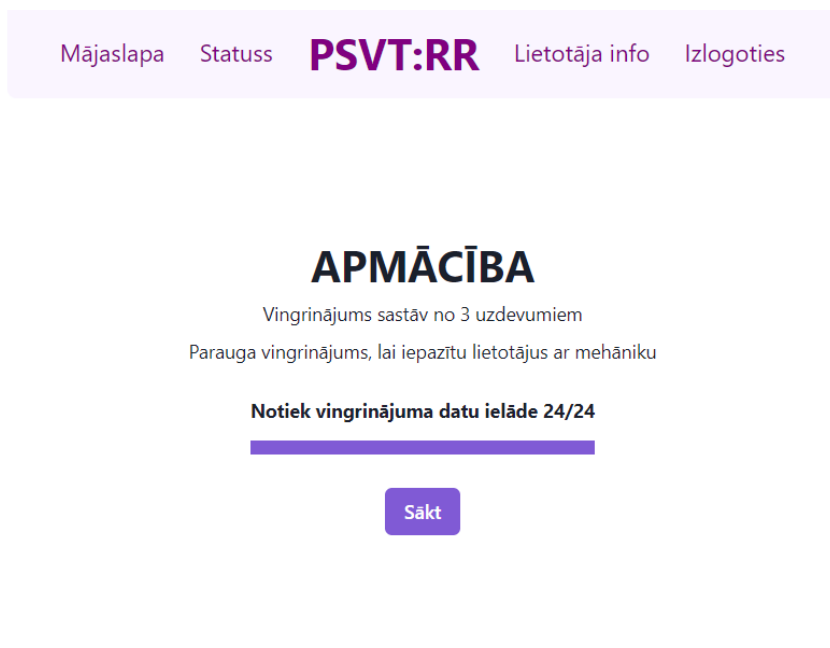 Mājaslapa Statuss PSVT:RR Lietotāja info Izlogoties
APMĀCĪBA
Vingrinājums sastāv no 3 uzdevumiem
Parauga vingrinājums, lai iepazītu lietotājus ar mehāniku
Notiek vingrinājuma datu ielāde 24/24
Sākt